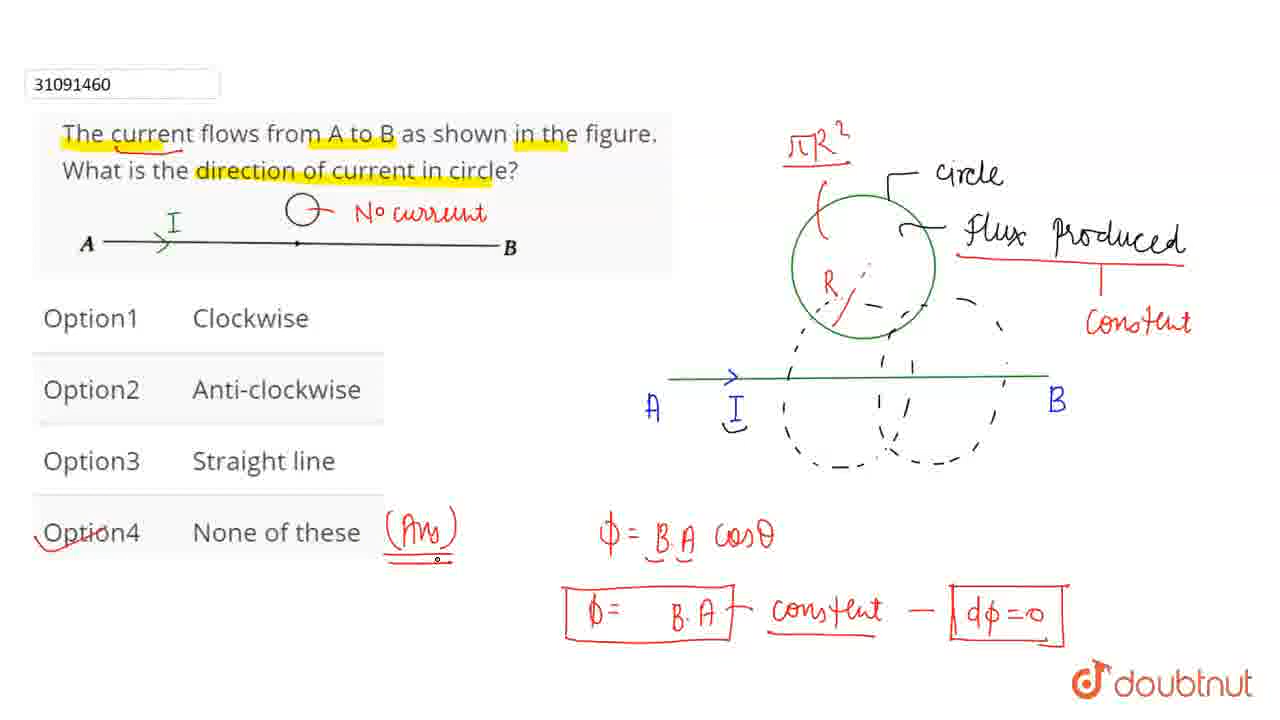 31091460
The current flows from A to B as shown in the figure.
What is the direction of current in circle?
I
No current
A
B
Option1 Clockwise
Option2 Anti-clockwise
Option3 Straight line
Option4 None of these (Ans)
πR²
circle
Flux produced
R
constent
A
I
B
ϕ = B.A cosθ
ϕ = B.A — constent — dϕ=0
doubtnut